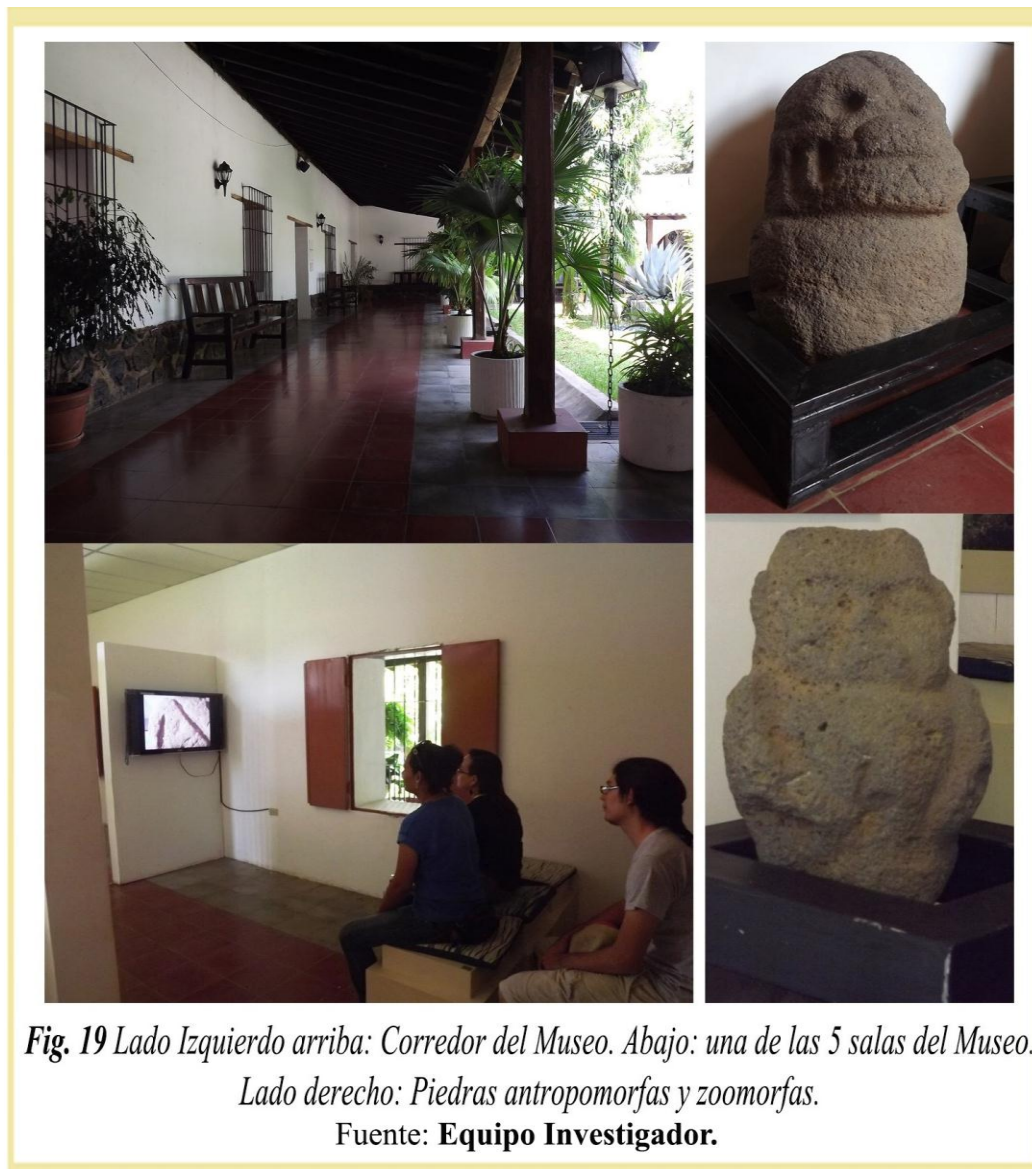 Fig. 19 Lado Izquierdo arriba: Corredor del Museo. Abajo: una de las 5 salas del Museo.
Lado derecho: Piedras antropomorfas y zoomorfas.
Fuente: Equipo Investigador.